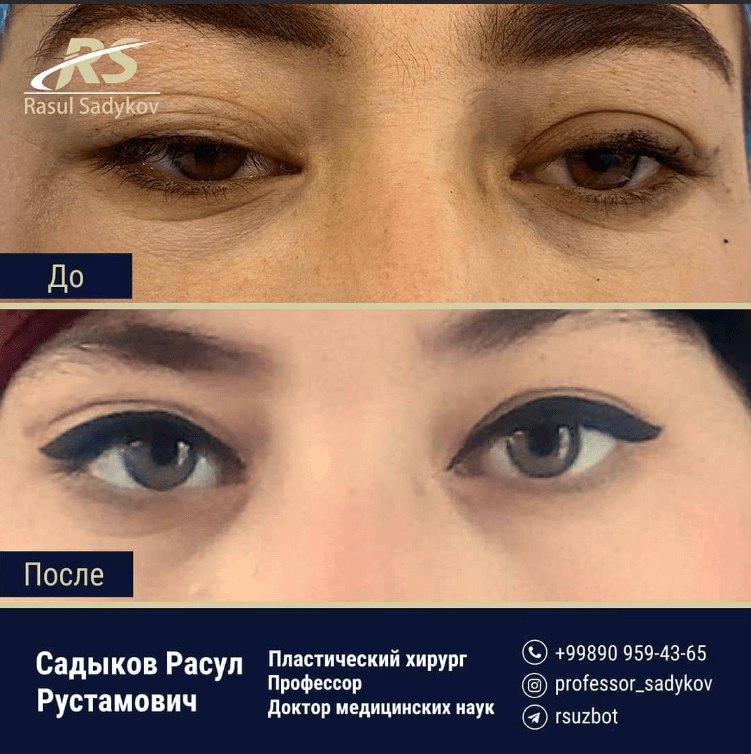 RS
Rasul Sadykov
До
После
Садыков Расул
Рустамович
Пластический хирург
Профессор
Доктор медицинских наук
+99890 959-43-65
professor_sadykov
rsuzbot